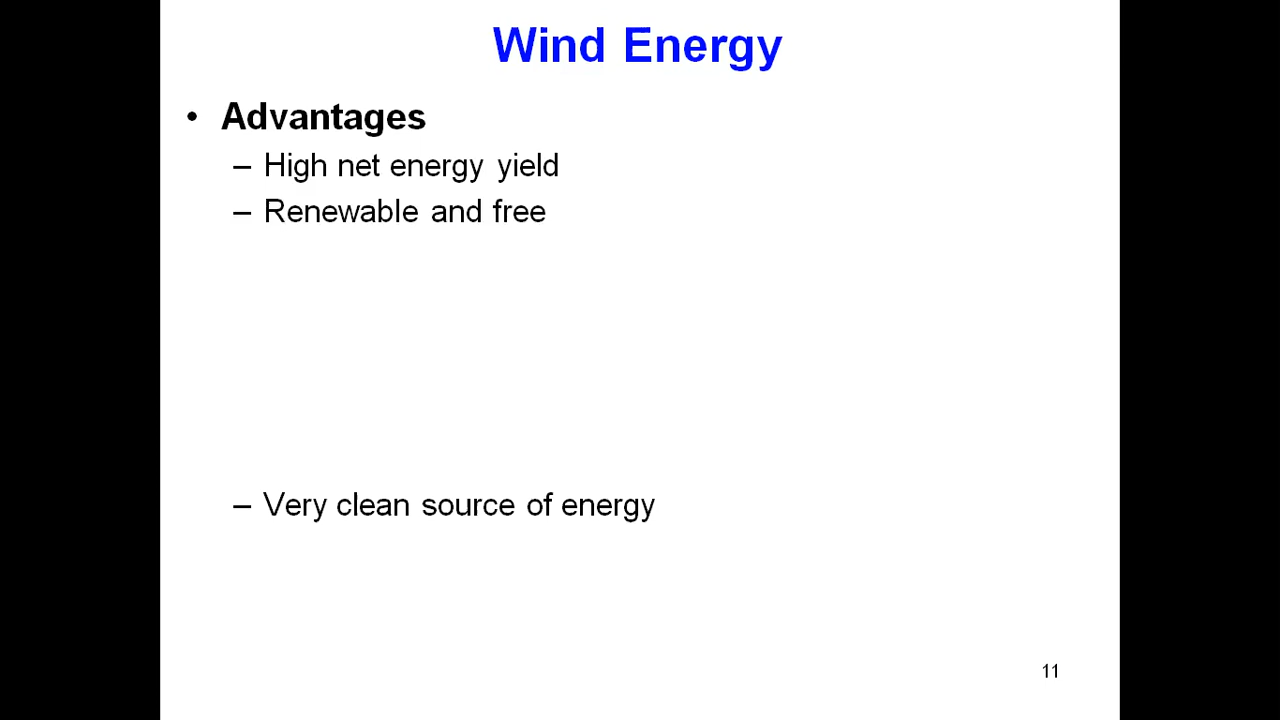 Wind Energy
• Advantages
– High net energy yield
– Renewable and free
– Very clean source of energy
11